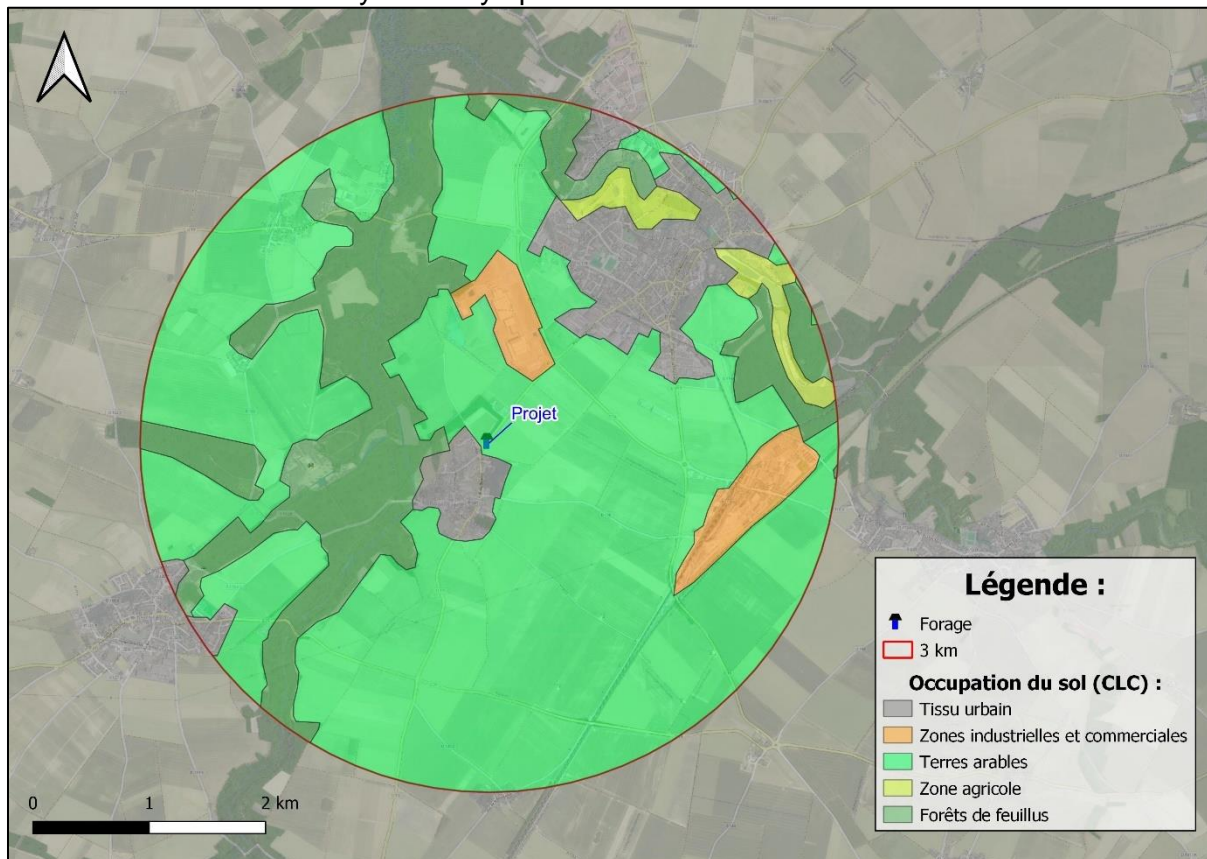 Projet
Légende :
Forage
3 km
Occupation du sol (CLC) :
Tissu urbain
Zones industrielles et commerciales
Terres arables
Zone agricole
Forêts de feuillus
0 1 2 km